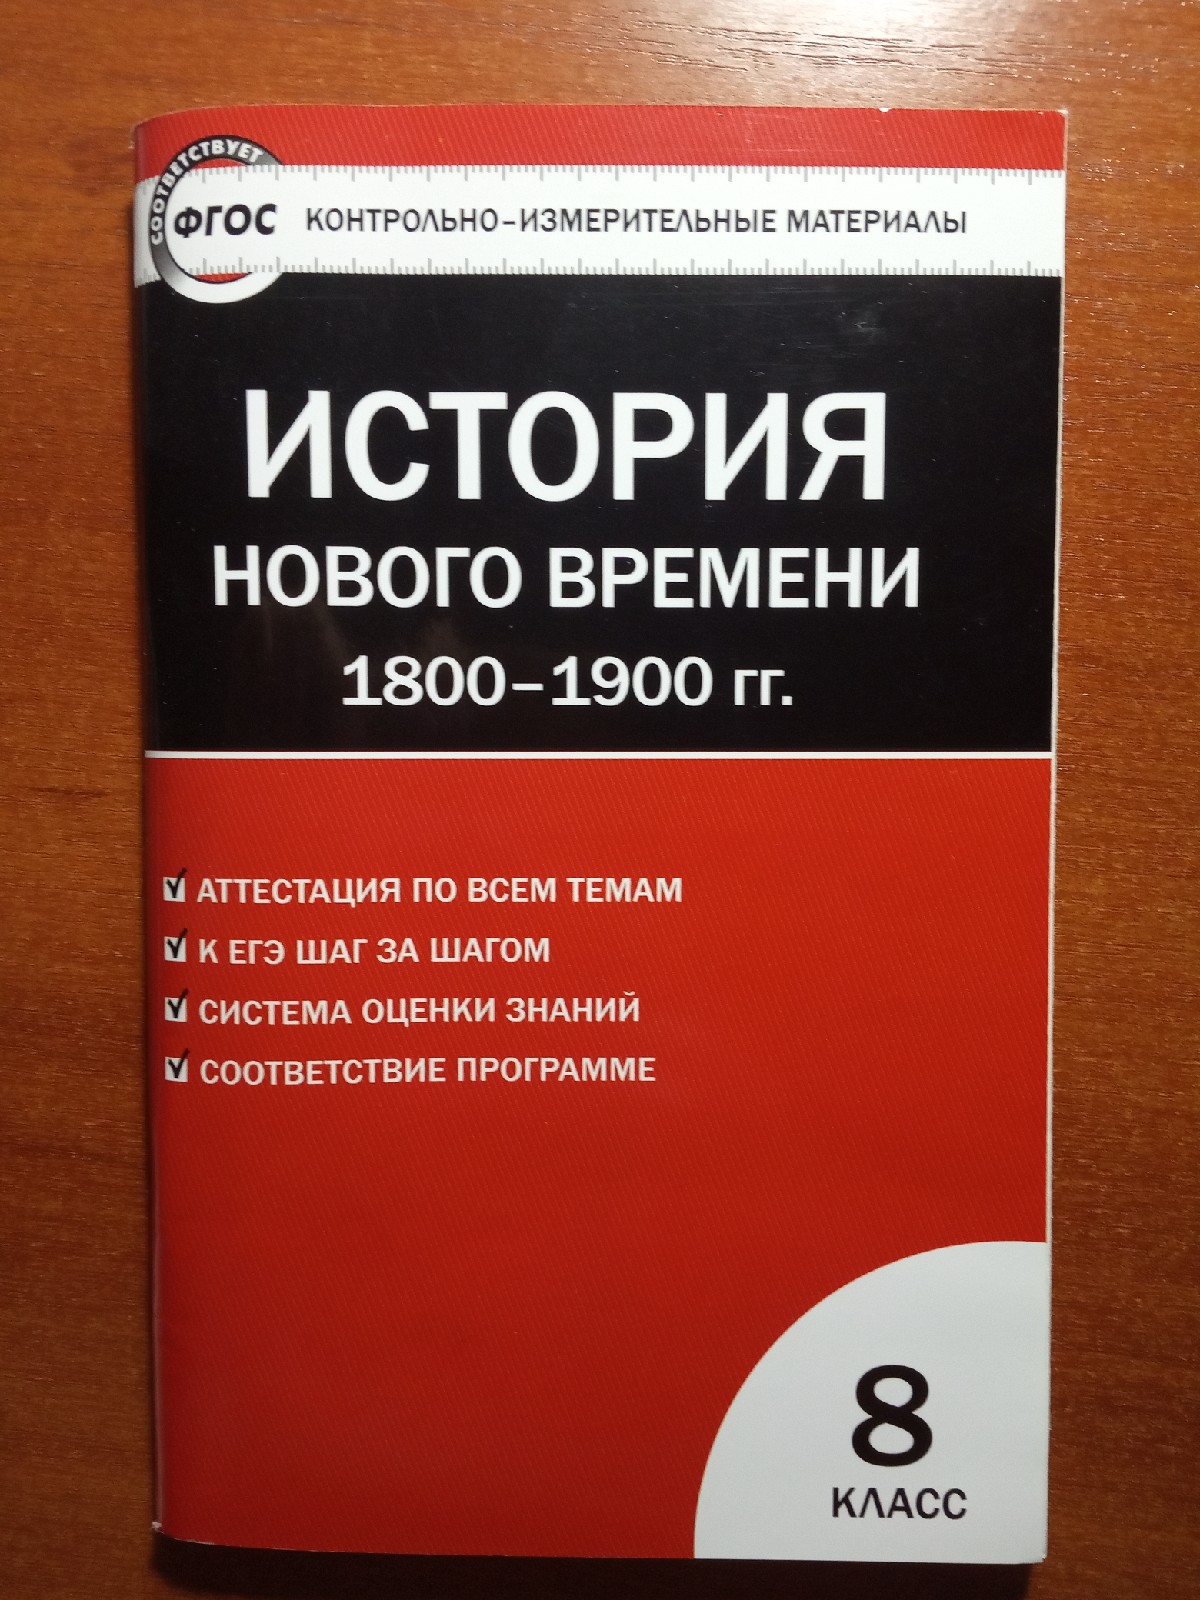 СООТВЕТСТВУЕТ
ФГОС
КОНТРОЛЬНО-ИЗМЕРИТЕЛЬНЫЕ МАТЕРИАЛЫ
ИСТОРИЯ
НОВОГО ВРЕМЕНИ
1800–1900 гг.
АТТЕСТАЦИЯ ПО ВСЕМ ТЕМАМ
К ЕГЭ ШАГ ЗА ШАГОМ
СИСТЕМА ОЦЕНКИ ЗНАНИЙ
СООТВЕТСТВИЕ ПРОГРАММЕ
8
КЛАСС